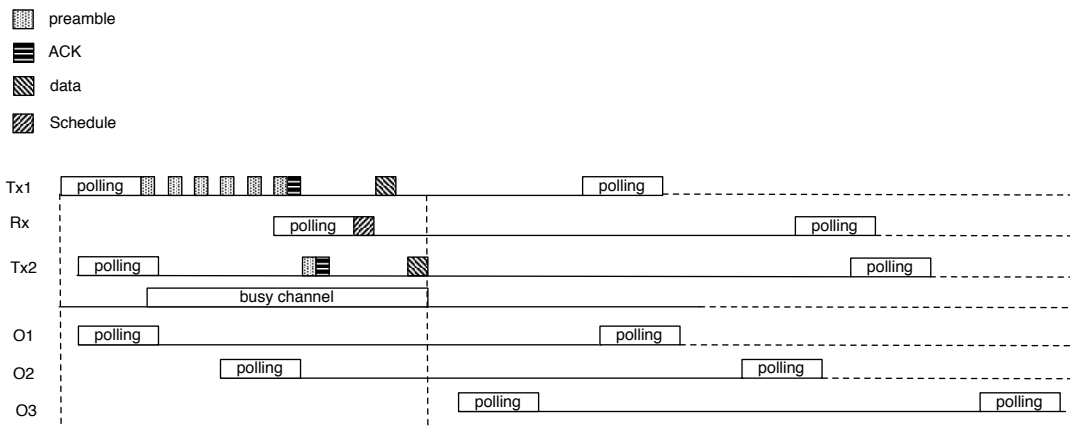 preamble
ACK
data
Schedule
Tx1 polling polling
Rx polling polling
Tx2 polling polling
busy channel
O1 polling polling
O2 polling polling
O3 polling polling